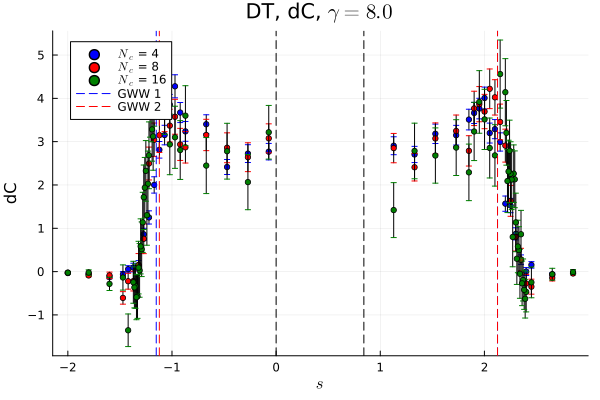 DT, dC, γ = 8.0
N_c = 4
N_c = 8
N_c = 16
GWW 1
GWW 2
dC
5
4
3
2
1
0
−1
−2 −1 0 1 2
s